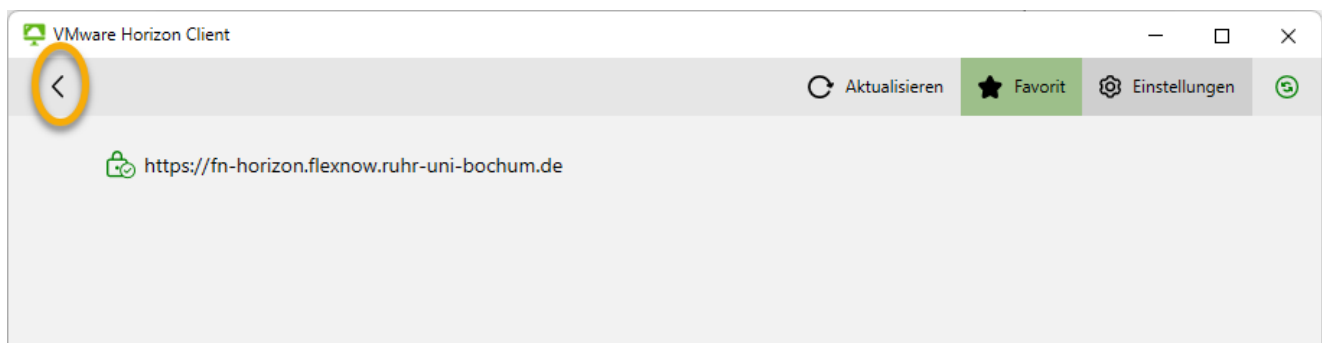 VMware Horizon Client
Aktualisieren Favorit Einstellungen
https://fn-horizon.flexnow.ruhr-uni-bochum.de